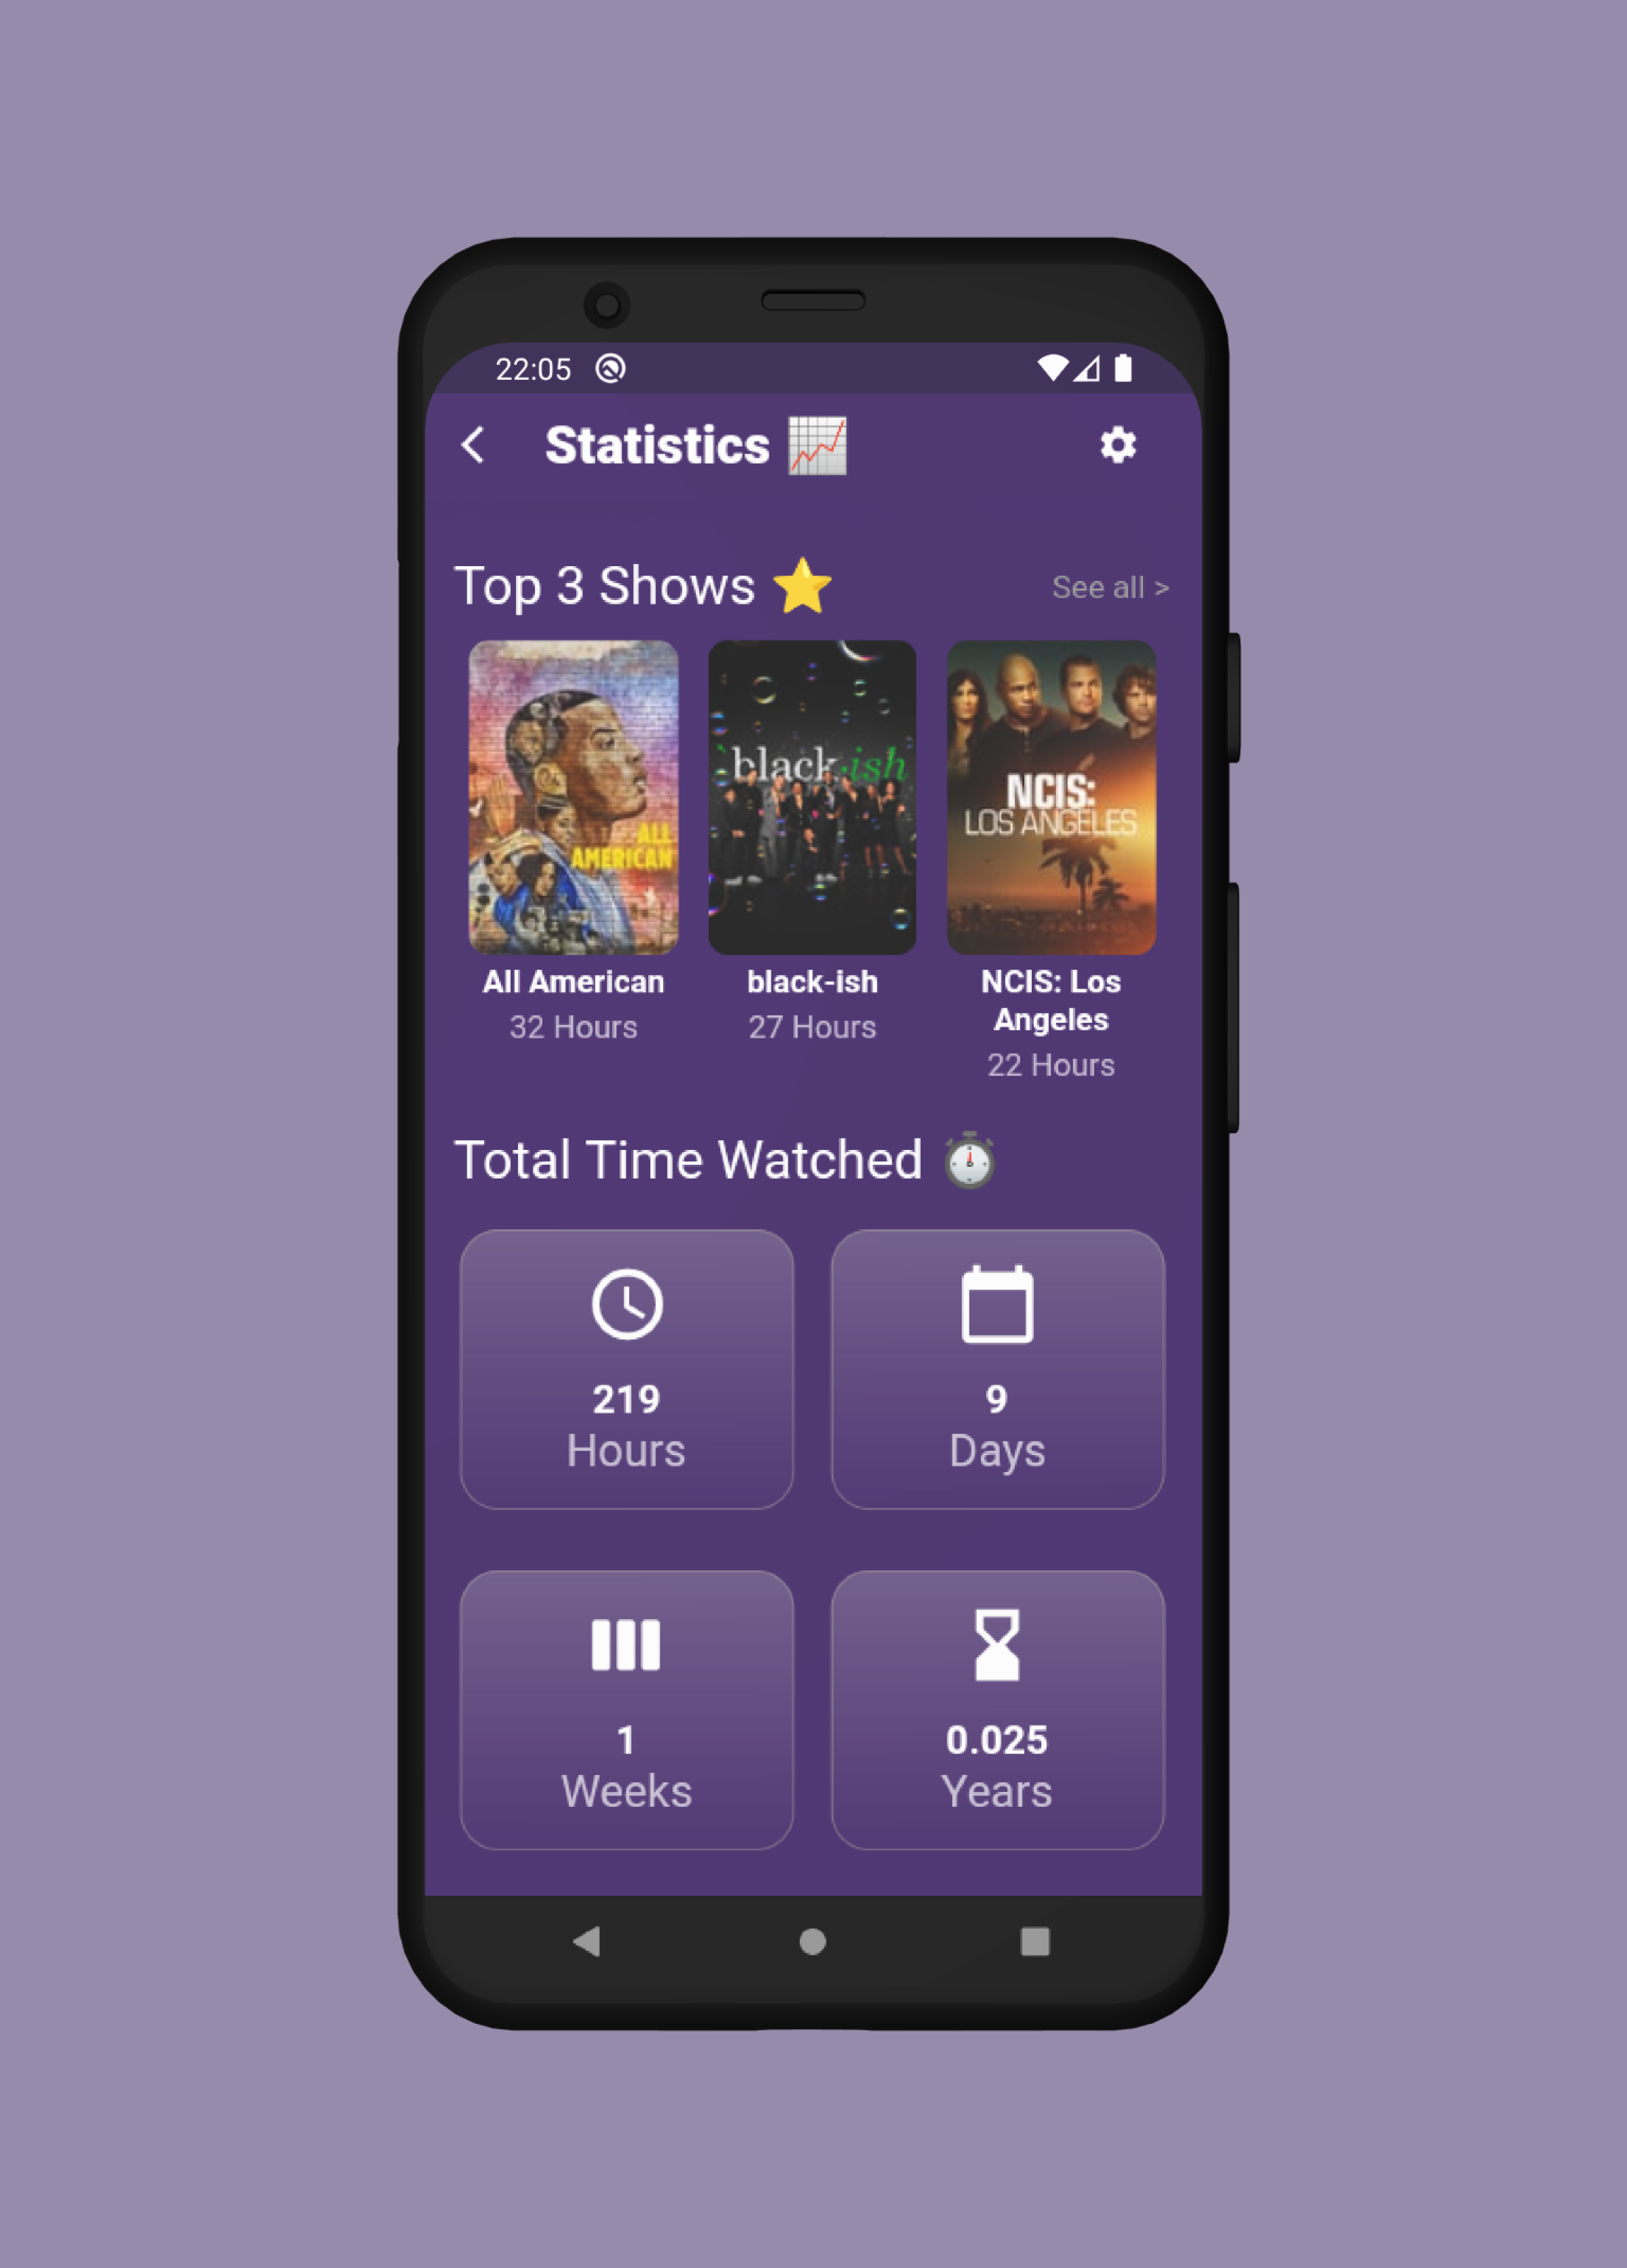 22:05
Statistics 📈
Top 3 Shows ⭐
See all >
ALL
AMERICAN
black-ish
NCIS:
LOS ANGELES
All American
black-ish
NCIS: Los
Angeles
32 Hours
27 Hours
22 Hours
Total Time Watched ⏱️
219
Hours
9
Days
1
Weeks
0.025
Years